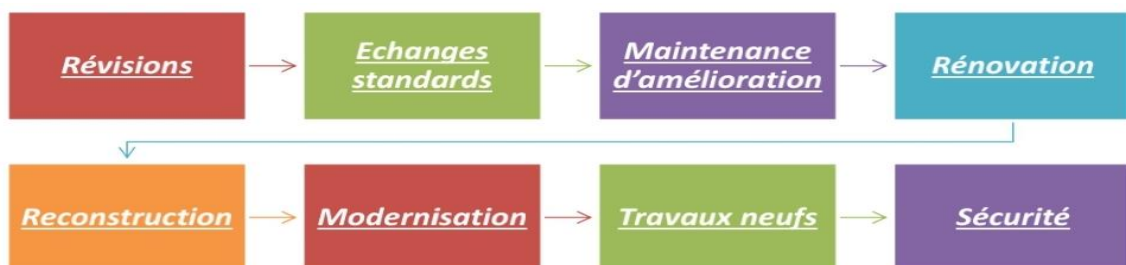 Révisions
Echanges
standards
Maintenance
d'amélioration
Rénovation
Reconstruction
Modernisation
Travaux neufs
Sécurité